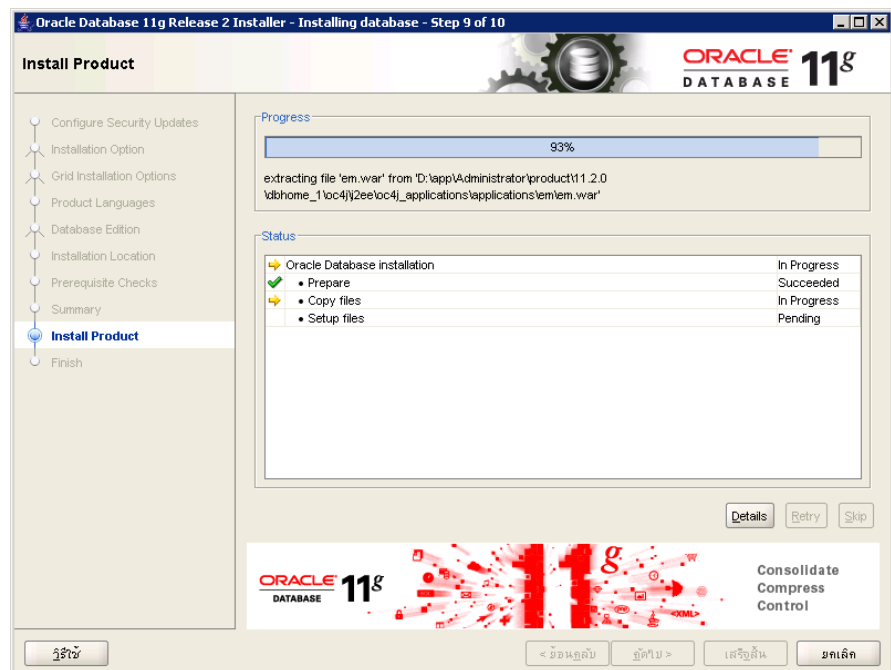 Oracle Database 11g Release 2 Installer - Installing database - Step 9 of 10
Install Product
ORACLE
DATABASE
11g
Configure Security Updates
Installation Option
Grid Installation Options
Product Languages
Database Edition
Installation Location
Prerequisite Checks
Summary
Install Product
Finish
Progress
93%
extracting file 'em.war' from 'D:\app\Administrator\product\11.2.0
\dbhome_1\oc4j\j2ee\oc4j_applications\applications\em\em.war'
Status
Oracle Database installation In Progress
• Prepare Succeeded
• Copy files In Progress
• Setup files Pending
Details Retry Skip
ORACLE
DATABASE
11g
11g
WWW
<XML>
Consolidate
Compress
Control
วิธีใช้ < ย้อนกลับ ถัดไป > เสร็จสิ้น ยกเลิก